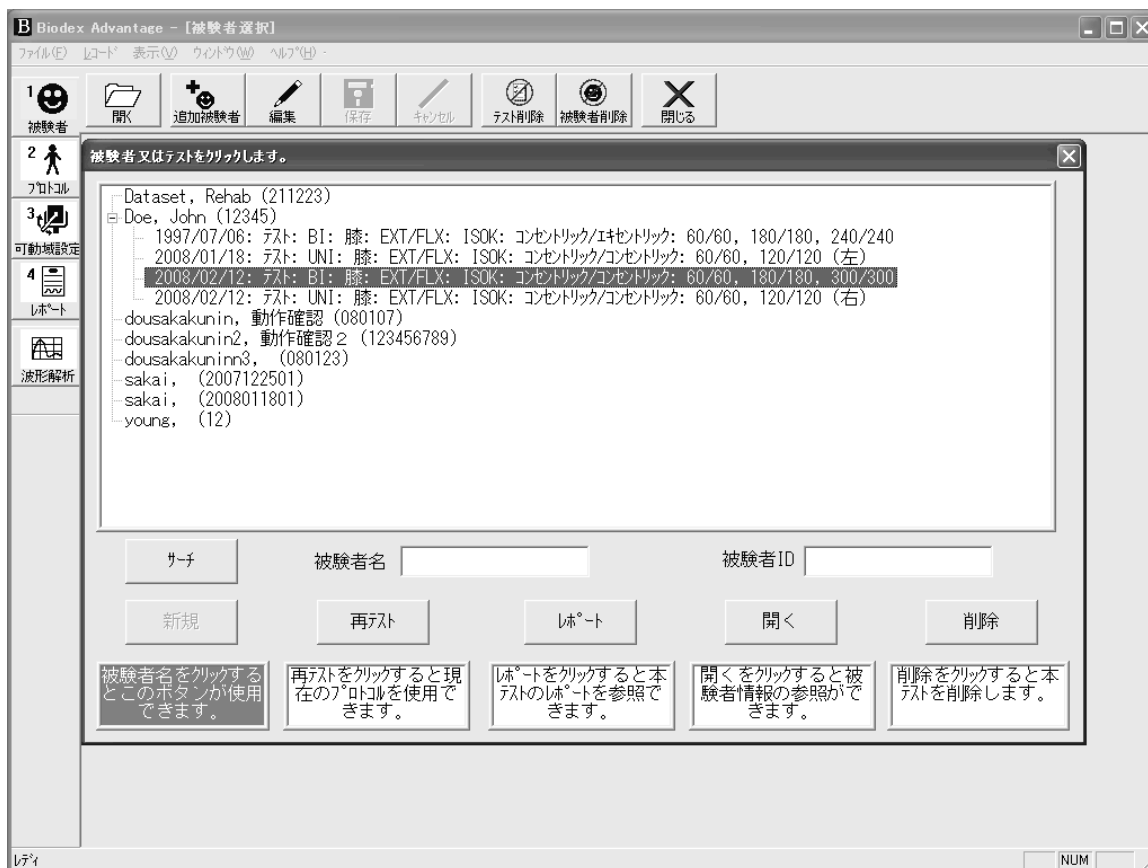 B Biodex Advantage - [被験者選択]
ﾌｧｲﾙ(F) ﾚｺｰﾄﾞ 表示(V) ｳｨﾝﾄﾞｳ(W) ﾍﾙﾌﾟ(H) -
1 被験者
開く 追加被験者 編集 保存 ｷｬﾝｾﾙ ﾃｽﾄ削除 被験者削除 閉じる
2 ﾌﾟﾛﾄｺﾙ
3 可動域設定
4 ﾚﾎﾟｰﾄ
波形解析
被験者又はﾃｽﾄをｸﾘｯｸします。
Dataset, Rehab (211223)
Doe, John (12345)
1997/07/06: ﾃｽﾄ: BI: 膝: EXT/FLX: ISOK: ｺﾝｾﾝﾄﾘｯｸ/ｴｷｾﾝﾄﾘｯｸ: 60/60, 180/180, 240/240
2008/01/18: ﾃｽﾄ: UNI: 膝: EXT/FLX: ISOK: ｺﾝｾﾝﾄﾘｯｸ/ｺﾝｾﾝﾄﾘｯｸ: 60/60, 120/120 (左)
2008/02/12: ﾃｽﾄ: BI: 膝: EXT/FLX: ISOK: ｺﾝｾﾝﾄﾘｯｸ/ｺﾝｾﾝﾄﾘｯｸ: 60/60, 180/180, 300/300
2008/02/12: ﾃｽﾄ: UNI: 膝: EXT/FLX: ISOK: ｺﾝｾﾝﾄﾘｯｸ/ｺﾝｾﾝﾄﾘｯｸ: 60/60, 120/120 (右)
dousakakunin, 動作確認 (080107)
dousakakunin2, 動作確認２ (123456789)
dousakakuninn3, (080123)
sakai, (2007122501)
sakai, (2008011801)
young, (12)
ｻｰﾁ 被験者名 被験者ID
新規 再ﾃｽﾄ ﾚﾎﾟｰﾄ 開く 削除
被験者名をｸﾘｯｸする
とこのボタンが使用
できます。
再ﾃｽﾄをｸﾘｯｸすると現
在のﾌﾟﾛﾄｺﾙを使用で
きます。
ﾚﾎﾟｰﾄをｸﾘｯｸすると本
ﾃｽﾄのﾚﾎﾟｰﾄを参照で
きます。
開くをｸﾘｯｸすると被
験者情報の参照がで
きます。
削除をｸﾘｯｸすると本
ﾃｽﾄを削除します。
ﾚﾃﾞｨ NUM